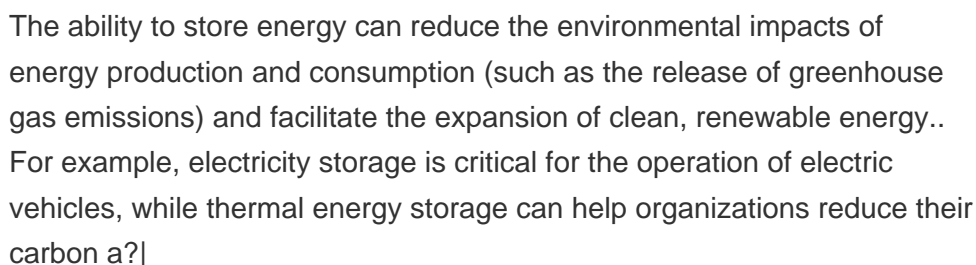 The ability to store energy can reduce the environmental impacts of
energy production and consumption (such as the release of greenhouse
gas emissions) and facilitate the expansion of clean, renewable energy..
For example, electricity storage is critical for the operation of electric
vehicles, while thermal energy storage can help organizations reduce their
carbon a?|